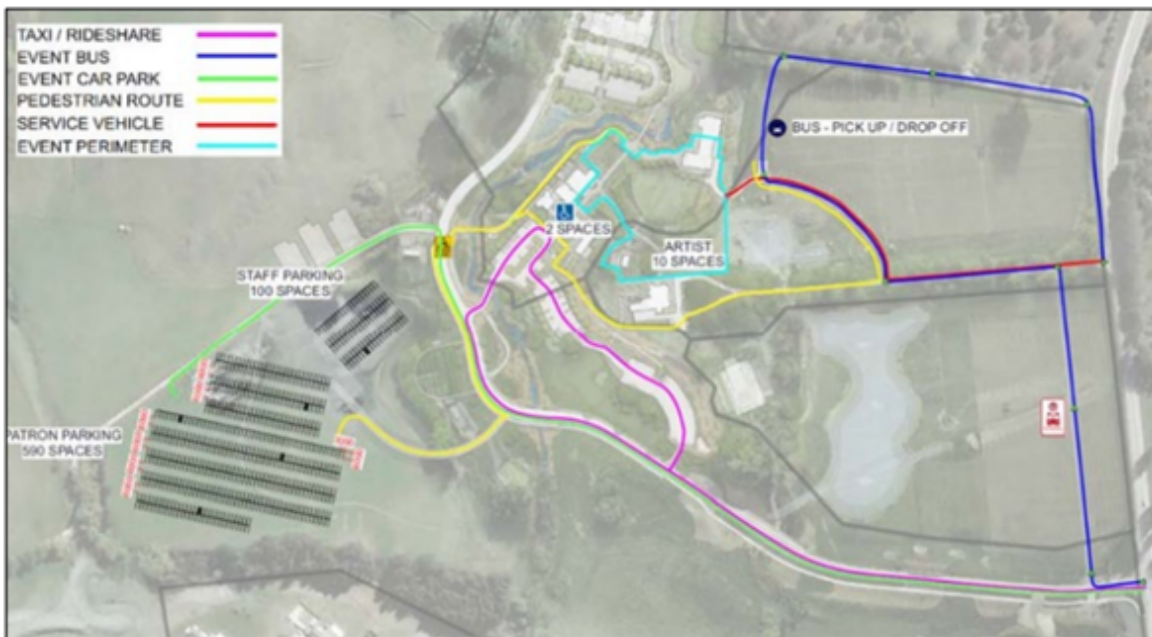 TAXI / RIDESHARE
EVENT BUS
EVENT CAR PARK
PEDESTRIAN ROUTE
SERVICE VEHICLE
EVENT PERIMETER
BUS - PICK UP / DROP OFF
2 SPACES
ARTIST
10 SPACES
STAFF PARKING
100 SPACES
PATRON PARKING
590 SPACES